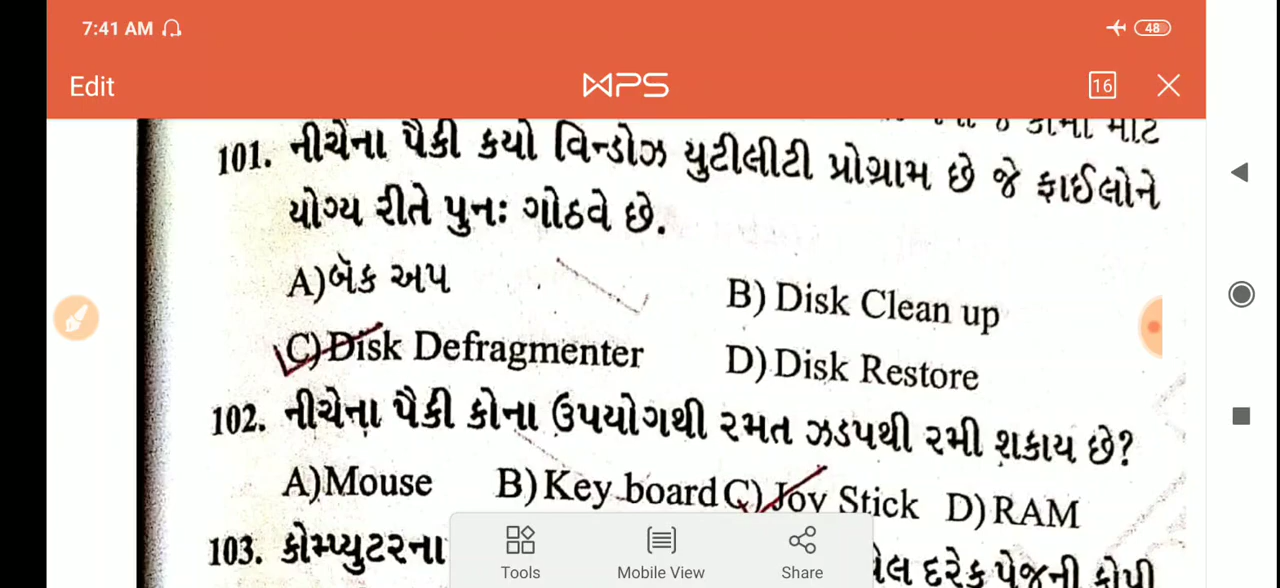 7:41 AM
48
Edit
WPS
16
માટે
101. નીચેના પૈકી કયો વિન્ડોઝ યુટીલીટી પ્રોગ્રામ છે જે ફાઈલોને
યોગ્ય રીતે પુનઃ ગોઠવે છે.
A) બૅક અપ
B) Disk Clean up
C) Disk Defragmenter
D) Disk Restore
102. નીચેના પૈકી કોના ઉપયોગથી રમત ઝડપથી રમી શકાય છે?
A) Mouse B) Key board C) Joy Stick D) RAM
103. કોમ્પ્યુટરના
દરેક પેજની કોપી
Tools Mobile View Share